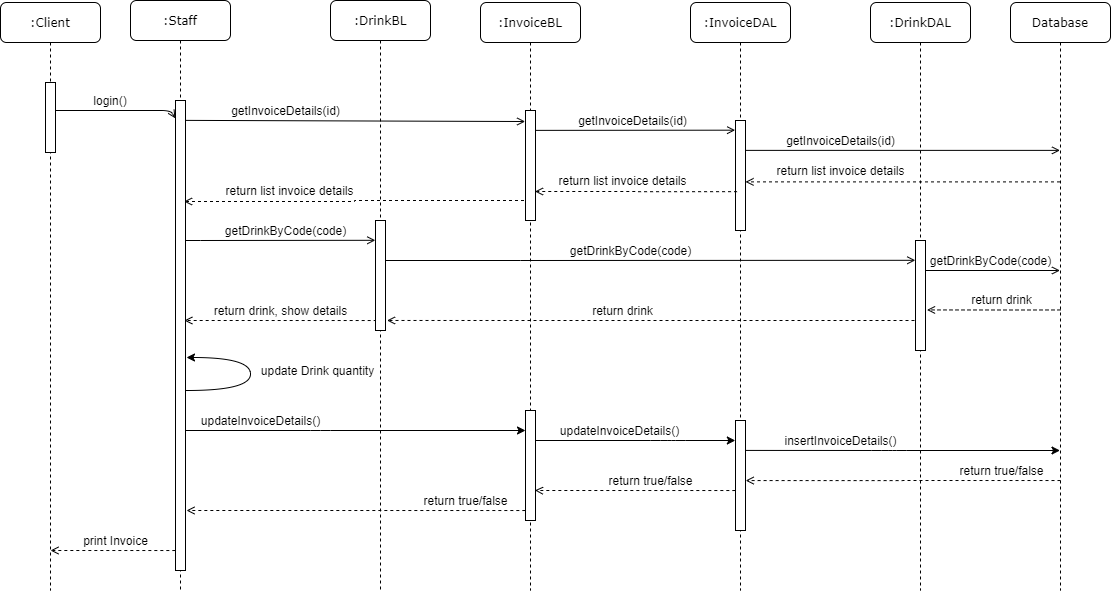 :Client
:Staff
:DrinkBL
:InvoiceBL
:InvoiceDAL
:DrinkDAL
Database
login()
getInvoiceDetails(id)
getInvoiceDetails(id)
getInvoiceDetails(id)
return list invoice details
return list invoice details
return list invoice details
getDrinkByCode(code)
getDrinkByCode(code)
getDrinkByCode(code)
return drink
return drink
return drink, show details
update Drink quantity
updateInvoiceDetails()
updateInvoiceDetails()
insertInvoiceDetails()
return true/false
return true/false
return true/false
print Invoice